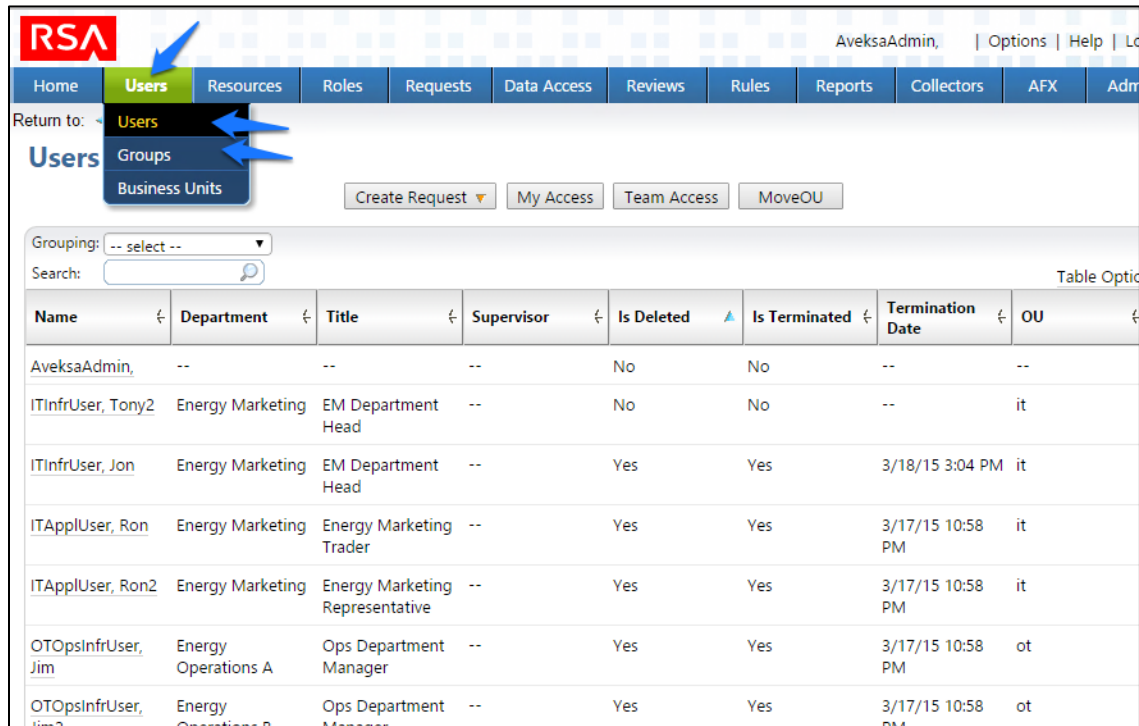 RSA
AveksaAdmin, | Options | Help |
Home Users Resources Roles Requests Data Access Reviews Rules Reports Collectors AFX
Return to:
Users
Groups
Business Units
Users
Create Request My Access Team Access MoveOU
Grouping: -- select --
Search:
Table
Name Department Title Supervisor Is Deleted Is Terminated Termination OU
Date
AveksaAdmin, -- -- -- No No -- --
ITInfrUser, Tony2 Energy Marketing EM Department -- No No -- it
Head
ITInfrUser, Jon Energy Marketing EM Department -- Yes Yes 3/18/15 3:04 PM it
Head
ITApplUser, Ron Energy Marketing Energy Marketing -- Yes Yes 3/17/15 10:58 it
Trader PM
ITApplUser, Ron2 Energy Marketing Energy Marketing -- Yes Yes 3/17/15 10:58 it
Representative PM
OTOpsInfrUser, Energy Ops Department -- Yes Yes 3/17/15 10:58 ot
Jim Operations A Manager PM
OTOpsInfrUser, Energy Ops Department -- Yes Yes 3/17/15 10:58 ot